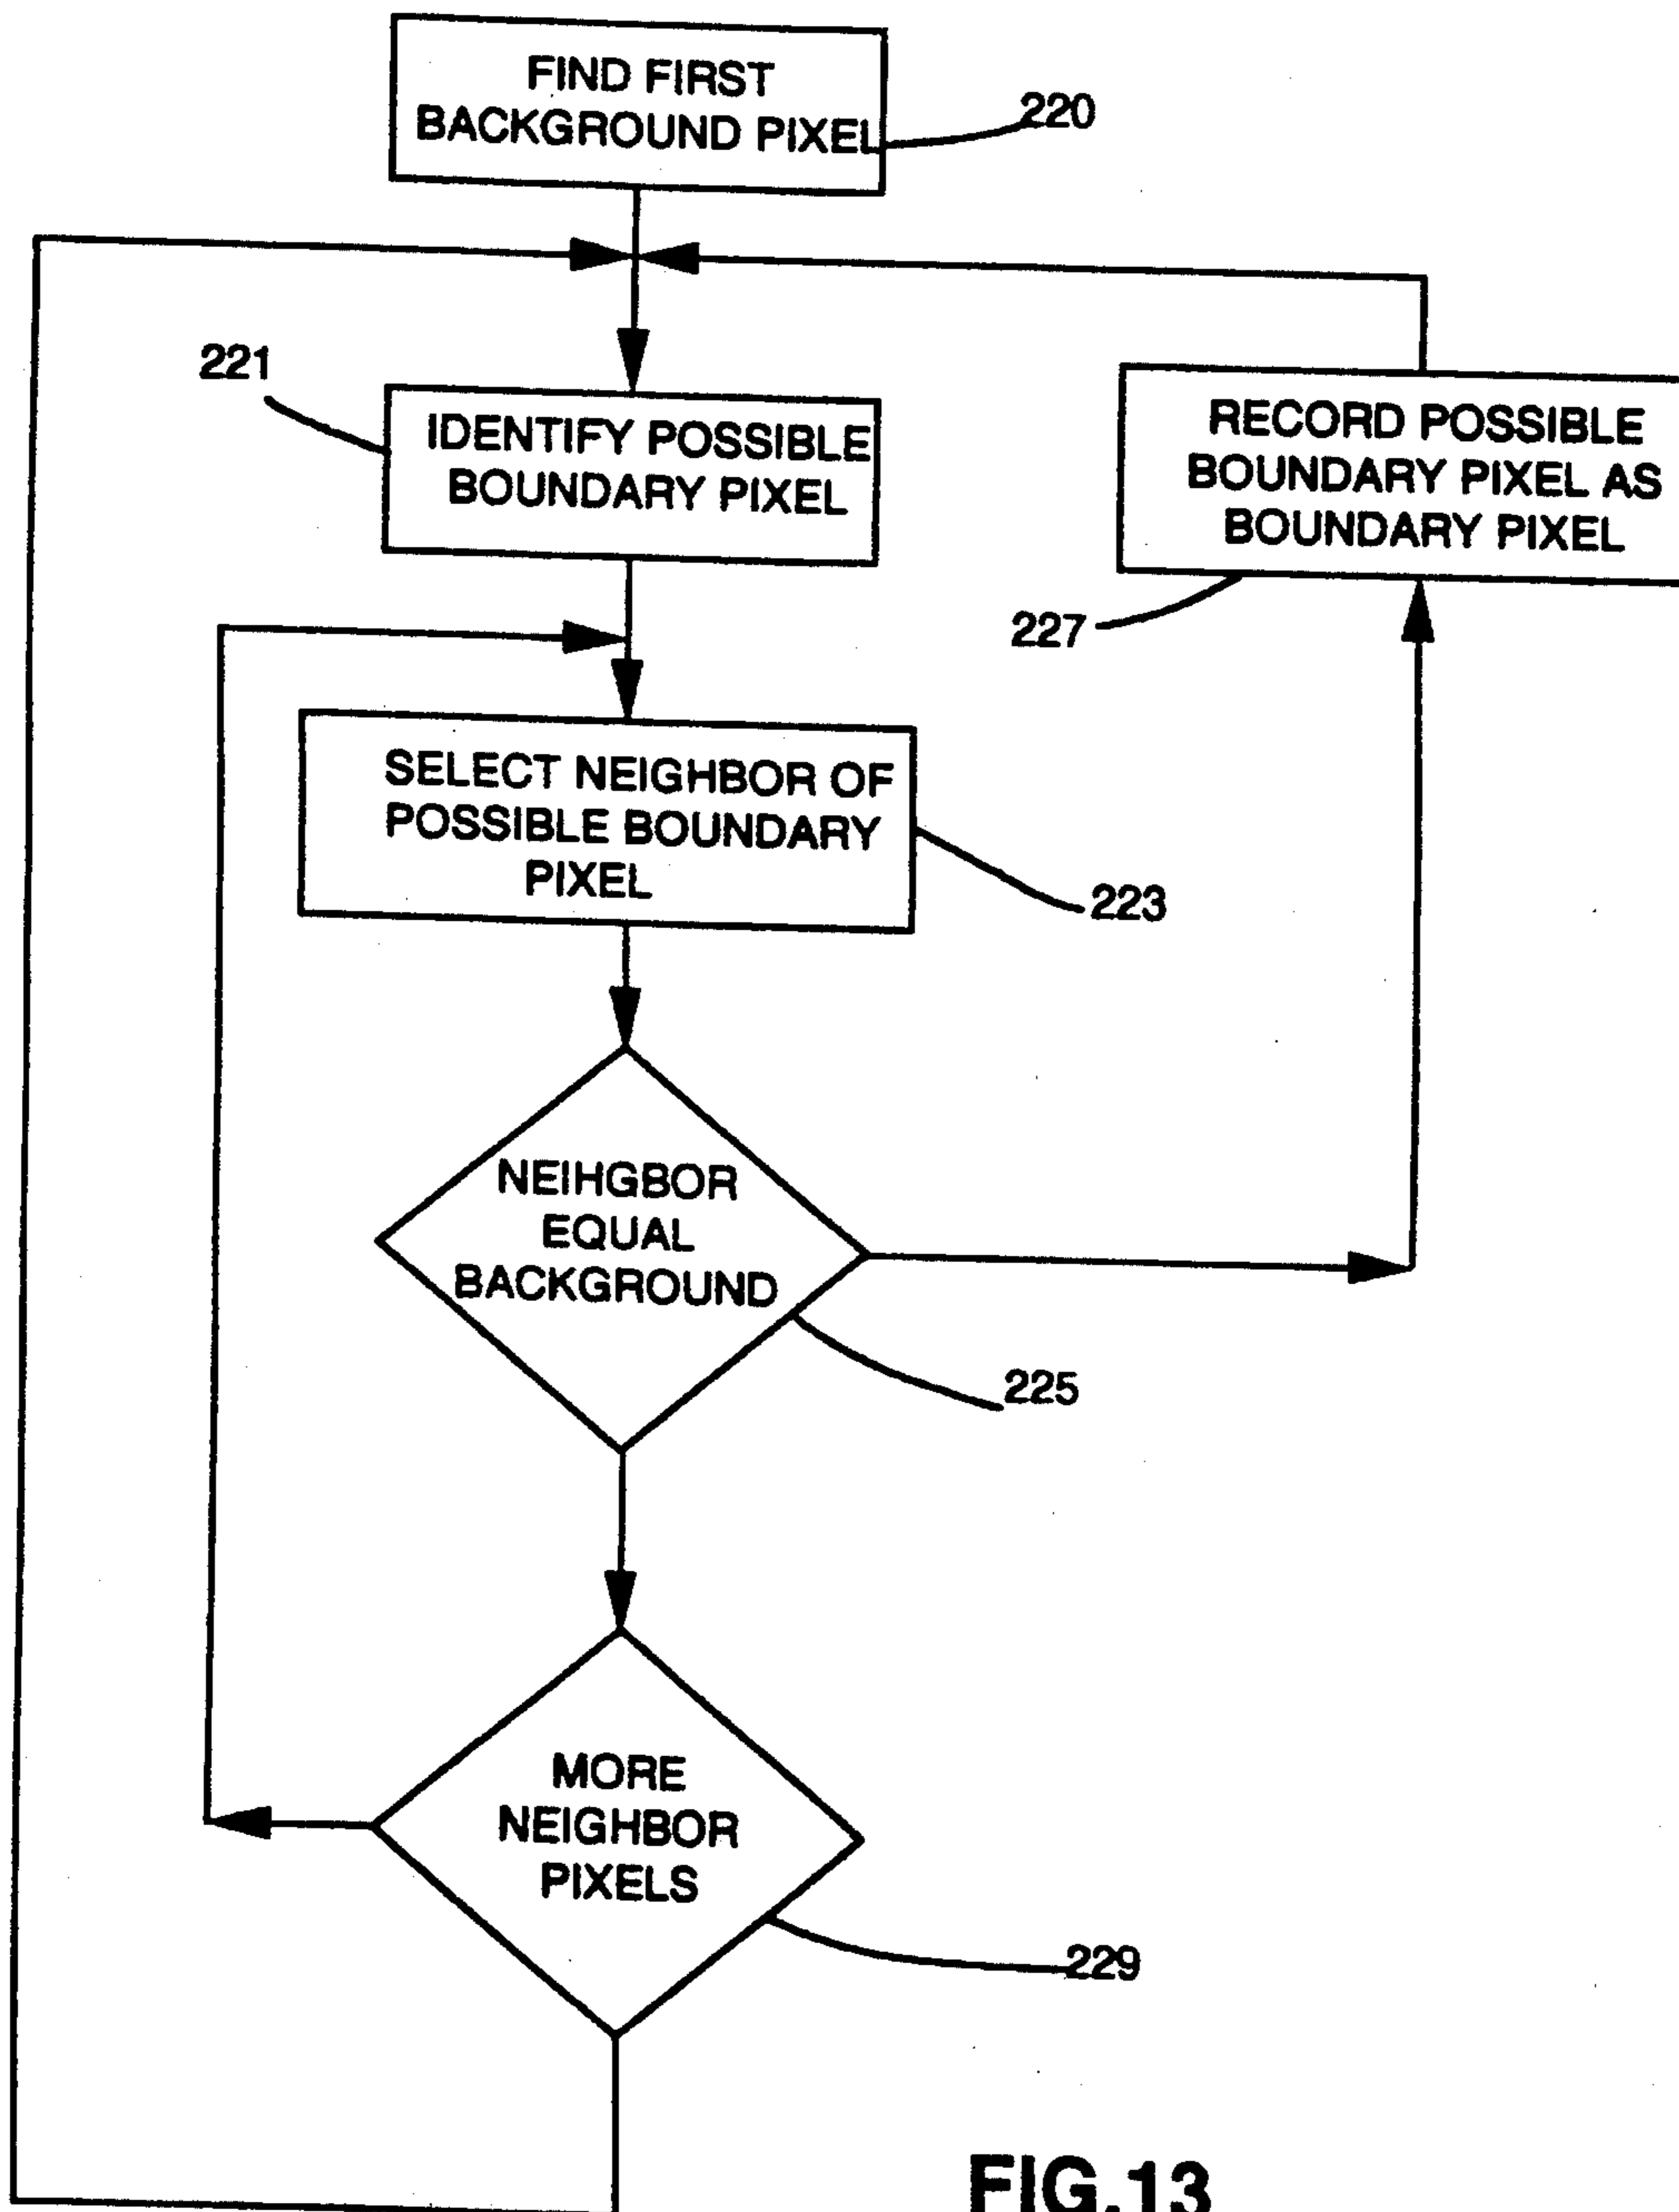 FIND FIRST
BACKGROUND PIXEL
220
221
IDENTIFY POSSIBLE
BOUNDARY PIXEL
RECORD POSSIBLE
BOUNDARY PIXEL AS
BOUNDARY PIXEL
227
SELECT NEIGHBOR OF
POSSIBLE BOUNDARY
PIXEL
223
NEIHGBOR
EQUAL
BACKGROUND
225
MORE
NEIGHBOR
PIXELS
229
FIG.13